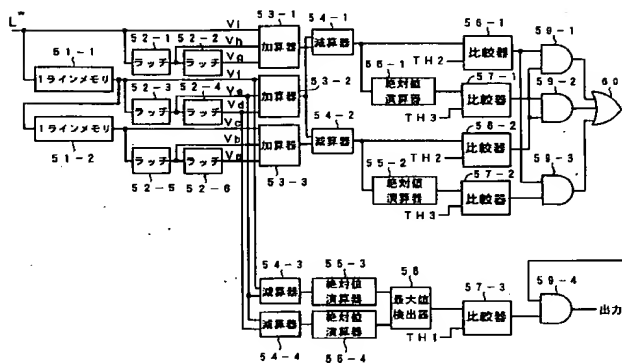 L*
Vi
Vh
Vg
Vf
Ve
Vd
Vc
Vb
Va
53-1
54-1
56-1
59-1
52-1
52-2
ラッチ
ラッチ
加算器
減算器
比較器
TH2
51-1
1ラインメモリ
55-1
絶対値
演算器
57-1
比較器
TH3
59-2
60
52-3
52-4
ラッチ
ラッチ
53-2
加算器
54-2
減算器
56-2
比較器
TH2
1ラインメモリ
51-2
加算器
53-3
55-2
絶対値
演算器
57-2
比較器
TH3
59-3
ラッチ
ラッチ
52-5
52-6
54-3
減算器
55-3
絶対値
演算器
58
最大値
検出器
57-3
比較器
TH1
59-4
出力
減算器
54-4
絶対値
演算器
55-4